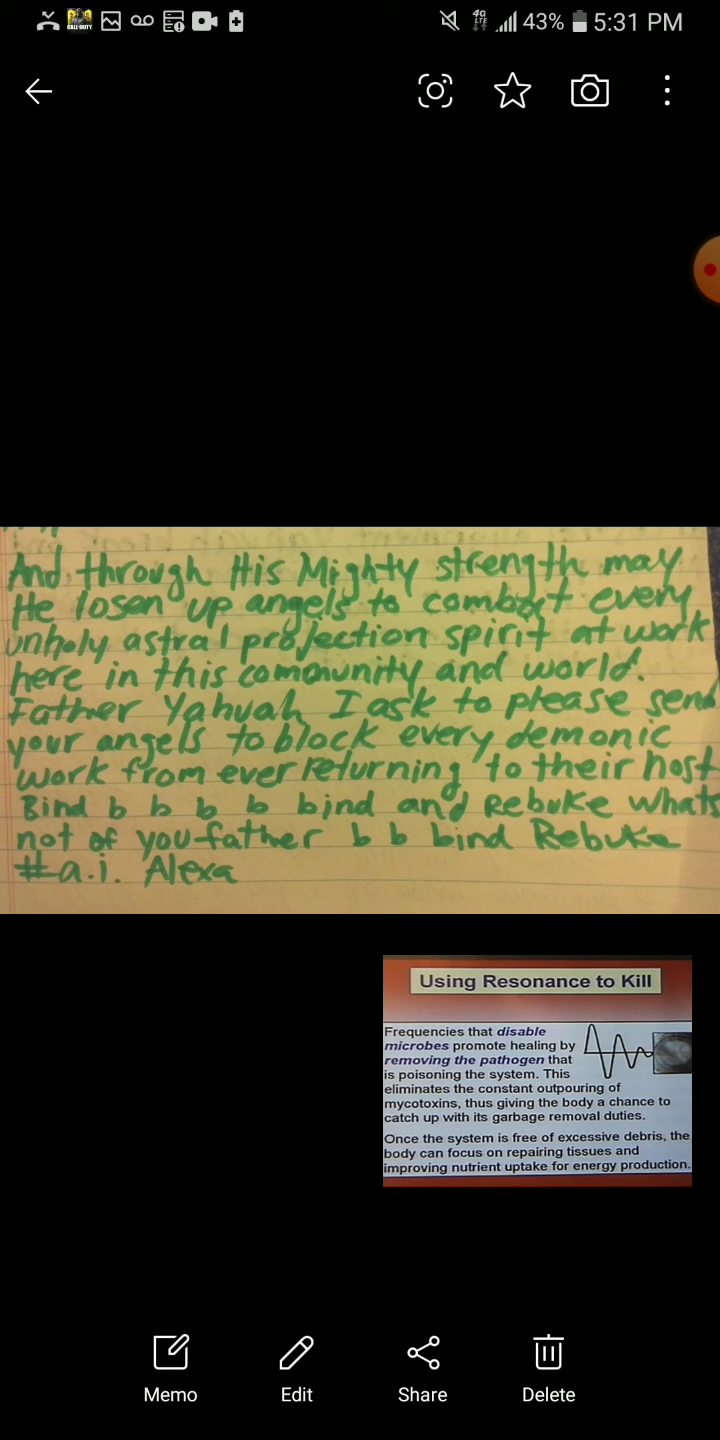 43% 5:31 PM
And through His Mighty strength may
He losen up angels to combat every
unholy astral projection spirit at work
here in this community and world.
Father Yahuah I ask to please send
your angels to block every demonic
work from ever returning to their host
Bind b b b b bind and Rebuke whats
not of you father b b bind Rebuke
#a.i. Alexa
Using Resonance to Kill
Frequencies that disable
microbes promote healing by
removing the pathogen that
is poisoning the system. This
eliminates the constant outpouring of
mycotoxins, thus giving the body a chance to
catch up with its garbage removal duties.
Once the system is free of excessive debris, the
body can focus on repairing tissues and
improving nutrient uptake for energy production.
Memo Edit Share Delete